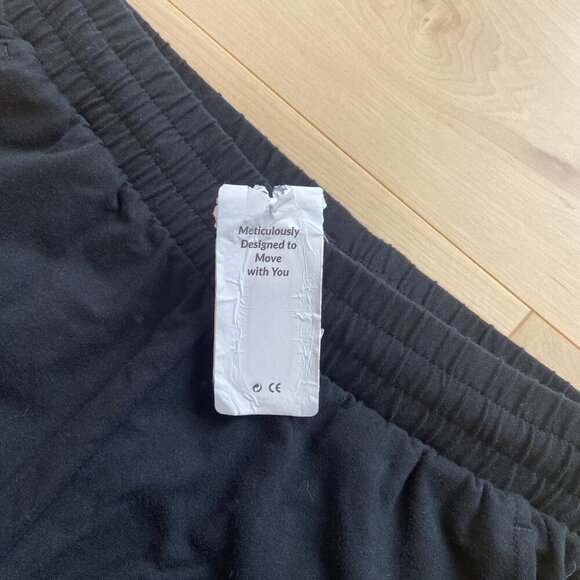 Meticulously
Designed to
Move
with You
CE